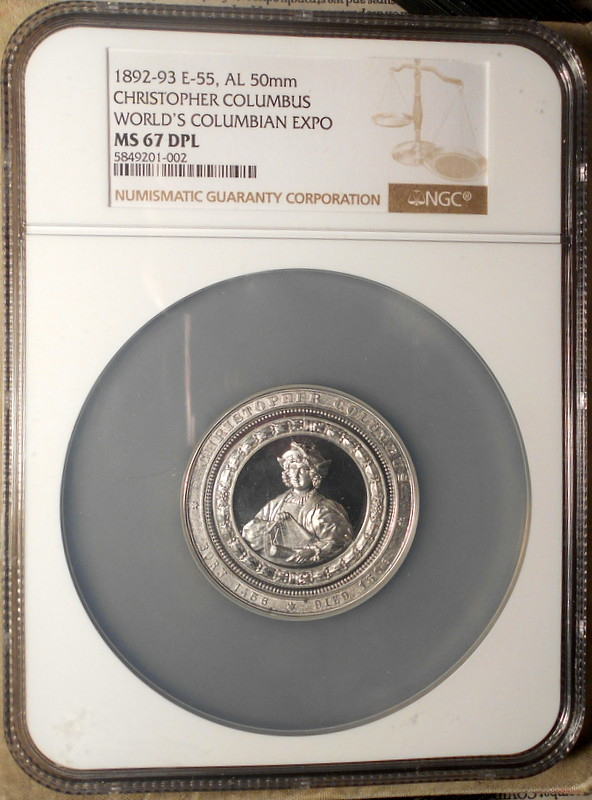 1892-93 E-55, AL 50mm
CHRISTOPHER COLUMBUS
WORLD'S COLUMBIAN EXPO
MS 67 DPL
5849201-002
NUMISMATIC GUARANTY CORPORATION
NGC®
CHRISTOPHER COLUMBUS
DIED